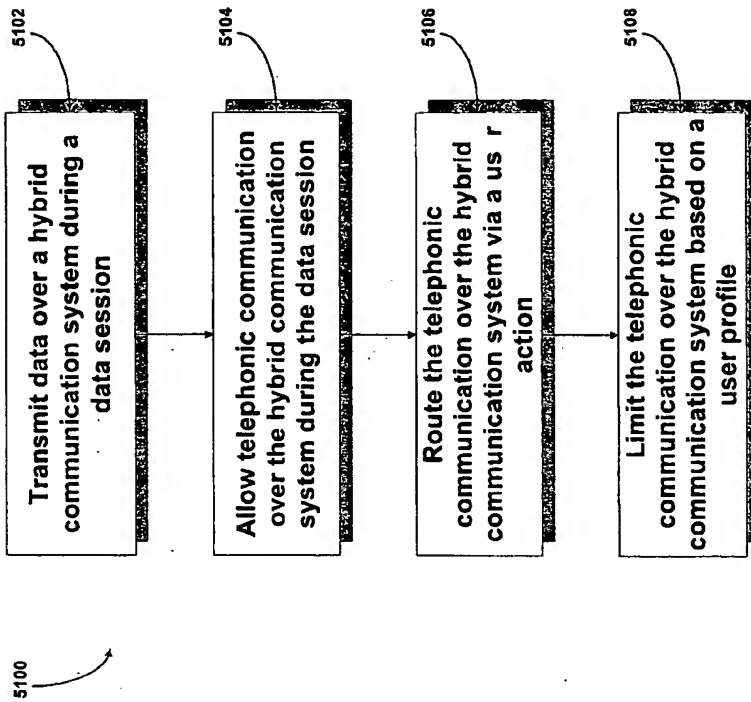 5100
5102
Transmit data over a hybrid
communication system during a
data session
5104
Allow telephonic communication
over the hybrid communication
system during the data session
5106
Route the telephonic
communication over the hybrid
communication system via a us r
action
5108
Limit the telephonic
communication over the hybrid
communication system based on a
user profile